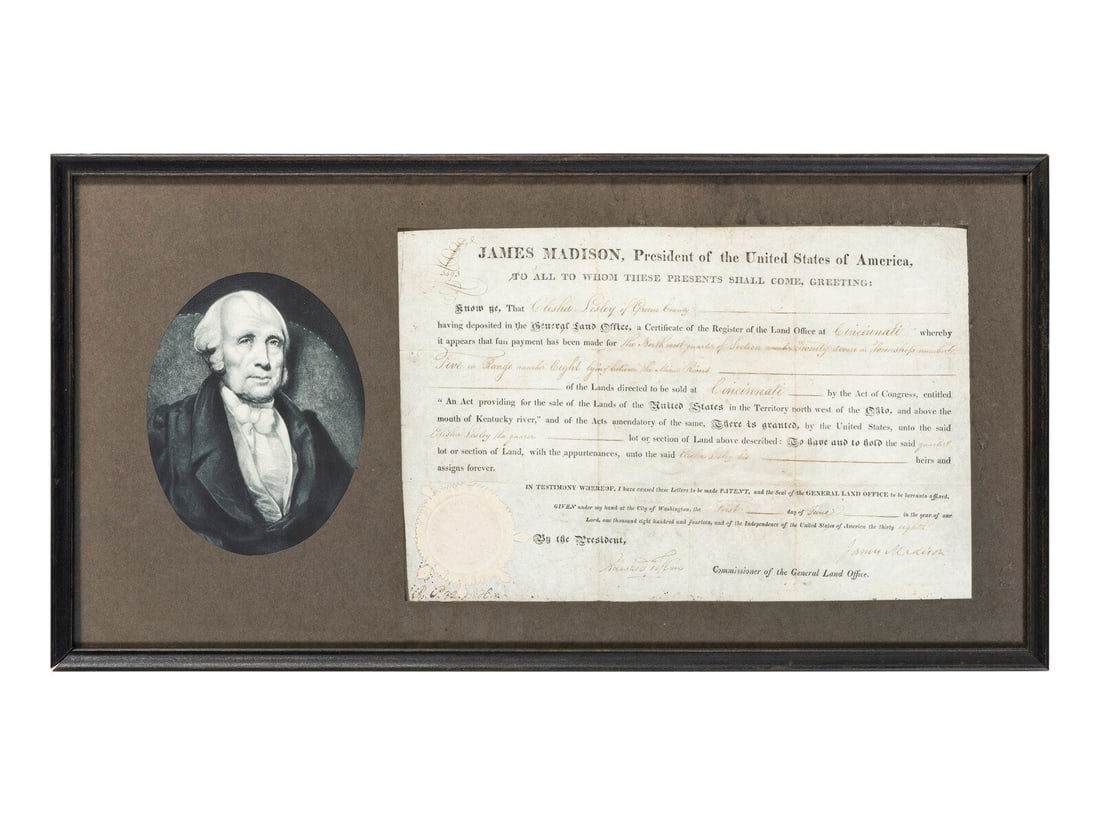 JAMES MADISON, President of the United States of America,
TO ALL TO WHOM THESE PRESENTS SHALL COME, GREETING:
Know ye, That Elisha of Greene County
having deposited in the General Land Office, a Certificate of the Register of the Land Office at Cincinnati whereby
it appears that full payment has been made for the North west quarter of Section number Twenty in Township number
Five in Range number Eight lying between the Miami Rivers
of the Lands directed to be sold at Cincinnati by the Act of Congress, entitled
“An Act providing for the sale of the Lands of the United States in the Territory north west of the Ohio, and above the
mouth of Kentucky river,” and of the Acts amendatory of the same, There is granted, by the United States, unto the said
Elisha the quarter lot or section of Land above described: To have and to hold the said quarter
lot or section of Land, with the appurtenances, unto the said Elisha his heirs and
assigns forever.
IN TESTIMONY WHEREOF, I have caused these Letters to be made PATENT, and the Seal of the GENERAL LAND OFFICE to be hereunto affixed.
GIVEN under my hand at the City of Washington, the first day of June in the year of our
Lord, one thousand eight hundred and fourteen, and of the Independence of the United States of America the thirty eighth
By the President,
James Madison
Edward Tiffin Commissioner of the General Land Office.